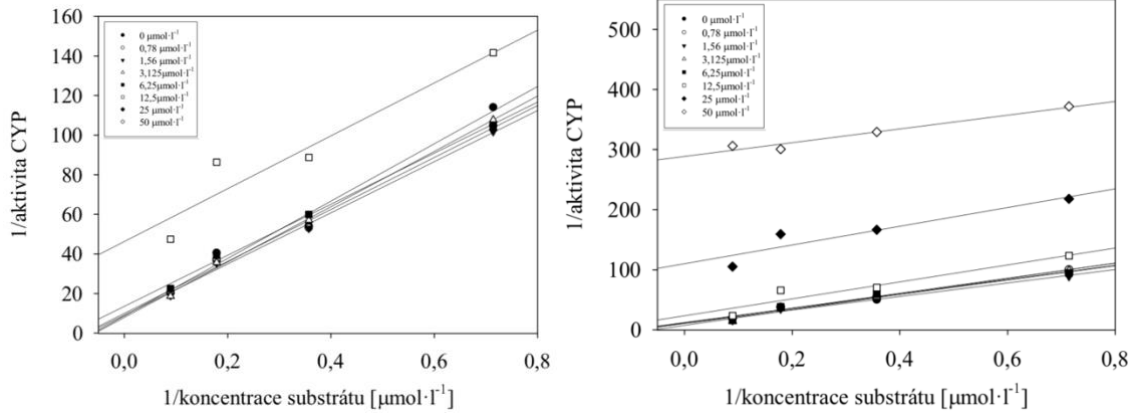 160
140
120
100
80
60
40
20
0
1/aktivita CYP
0 µmol·l⁻¹
0,78 µmol·l⁻¹
1,56 µmol·l⁻¹
3,125µmol·l⁻¹
6,25µmol·l⁻¹
12,5µmol·l⁻¹
25 µmol·l⁻¹
50 µmol·l⁻¹
0,0 0,2 0,4 0,6 0,8
1/koncentrace substrátu [µmol·l⁻¹]
500
400
300
200
100
0
1/aktivita CYP
0 µmol·l⁻¹
0,78 µmol·l⁻¹
1,56 µmol·l⁻¹
3,125µmol·l⁻¹
6,25µmol·l⁻¹
12,5µmol·l⁻¹
25 µmol·l⁻¹
50 µmol·l⁻¹
0,0 0,2 0,4 0,6 0,8
1/koncentrace substrátu [µmol·l⁻¹]